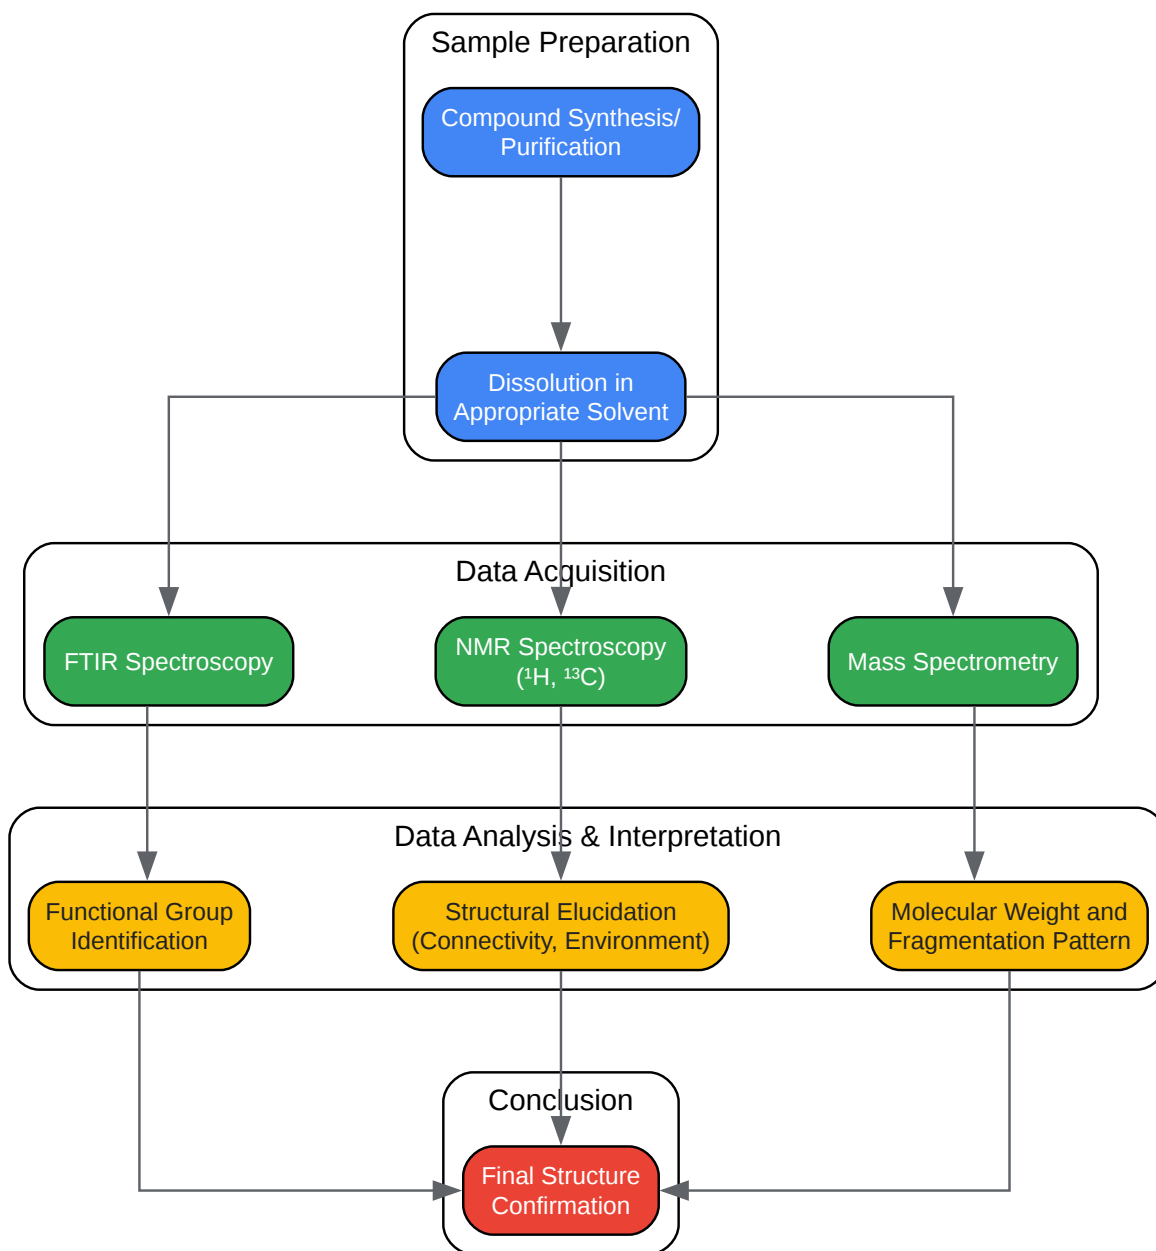 Sample Preparation
Compound Synthesis/
Purification
Dissolution in
Appropriate Solvent
Data Acquisition
FTIR Spectroscopy
NMR Spectroscopy
(¹H, ¹³C)
Mass Spectrometry
Data Analysis & Interpretation
Functional Group
Identification
Structural Elucidation
(Connectivity, Environment)
Molecular Weight and
Fragmentation Pattern
Conclusion
Final Structure
Confirmation